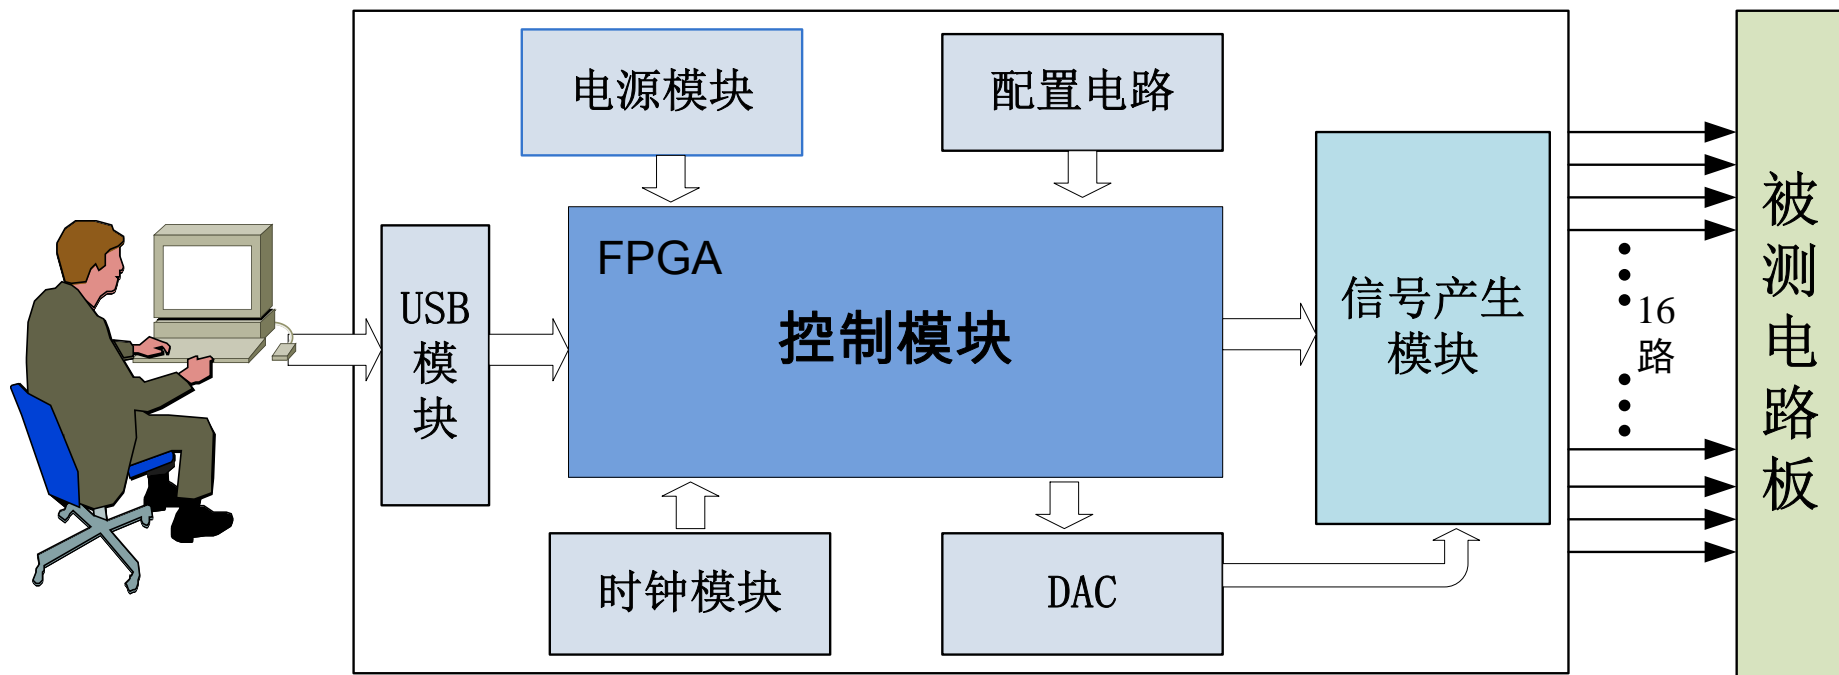 电源模块
配置电路
FPGA
控制模块
USB
模
块
信号产生
模块
16
路
被
测
电
路
板
时钟模块
DAC